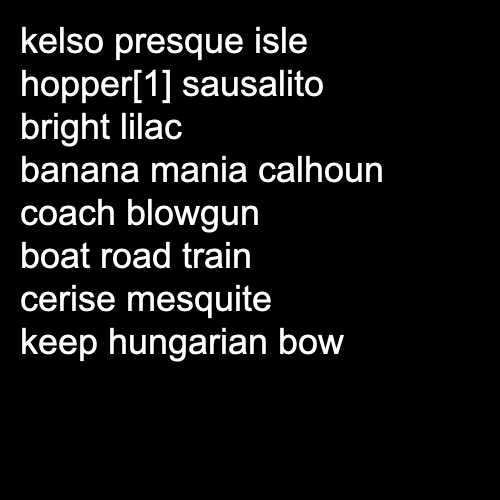 kelso presque isle
hopper[1] sausalito
bright lilac
banana mania calhoun
coach blowgun
boat road train
cerise mesquite
keep hungarian bow